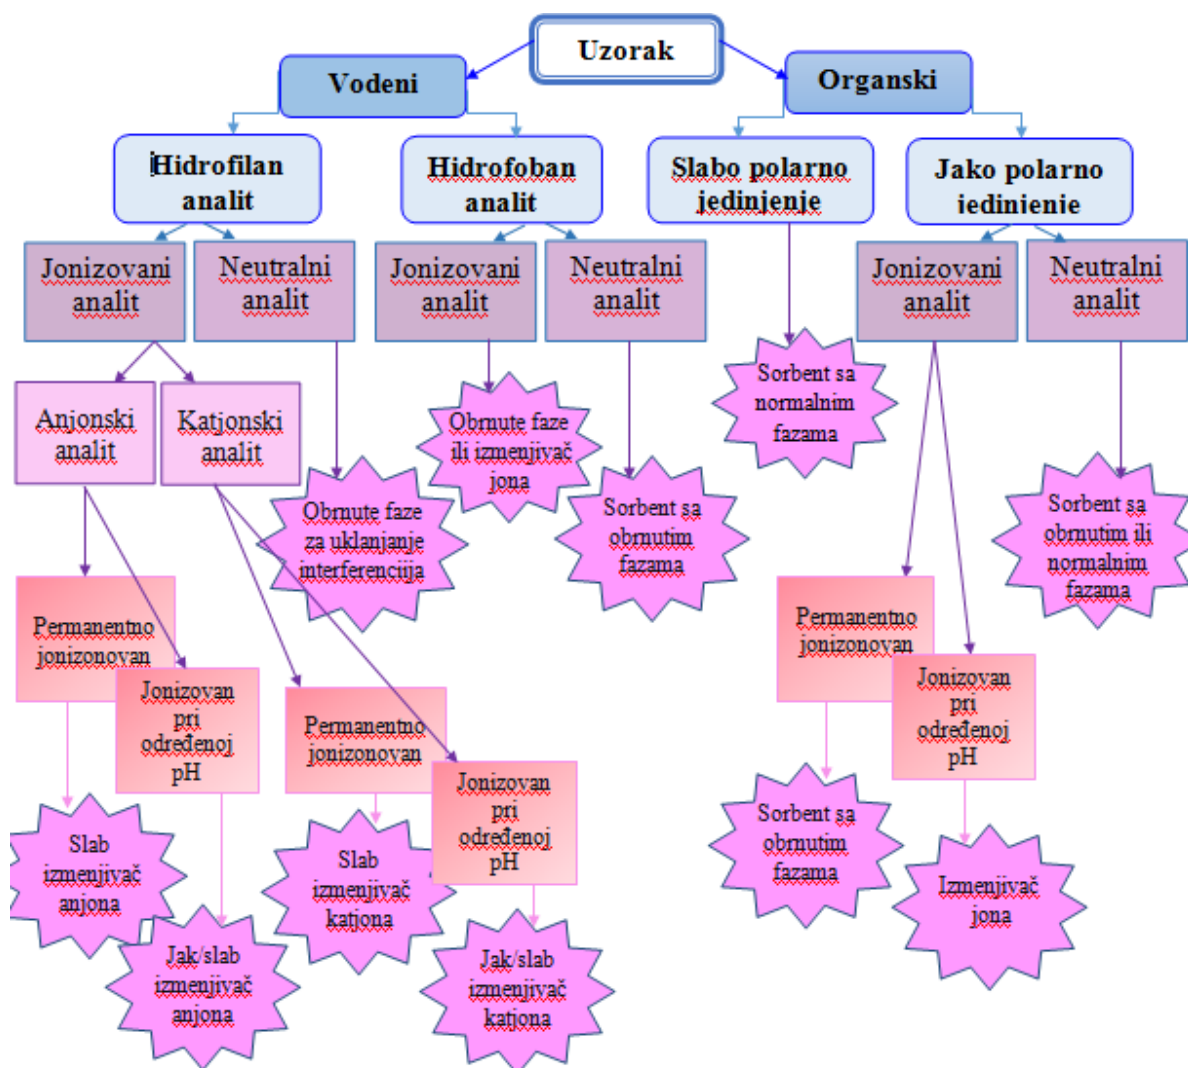 Uzorak
Vodeni
Organski
Hidrofilan
analit
Hidrofoban
analit
Slabo polarno
jedinjenje
Jako polarno
jedinjenje
Jonizovani
analit
Neutralni
analit
Jonizovani
analit
Neutralni
analit
Jonizovani
analit
Neutralni
analit
Anjonski
analit
Katjonski
analit
Obrnute faze
za uklanjanje
interferenciija
Obrnute faze
ili izmenjivač
jona
Sorbent sa
obrnutim
fazama
Sorbent sa
normalnim
fazama
Sorbent sa
obrnutim ili
normalnim
fazama
Permanentno
jonizonovan
Jonizovan
pri
određenoj
pH
Permanentno
jonizonovan
Jonizovan
pri
određenoj
pH
Permanentno
jonizonovan
Jonizovan
pri
određenoj
pH
Slab
izmenjivač
anjona
Jak/slab
izmenjivač
anjona
Slab
izmenjivač
katjona
Jak/slab
izmenjivač
katjona
Sorbent sa
obrnutim
fazama
Izmenjivač
jona